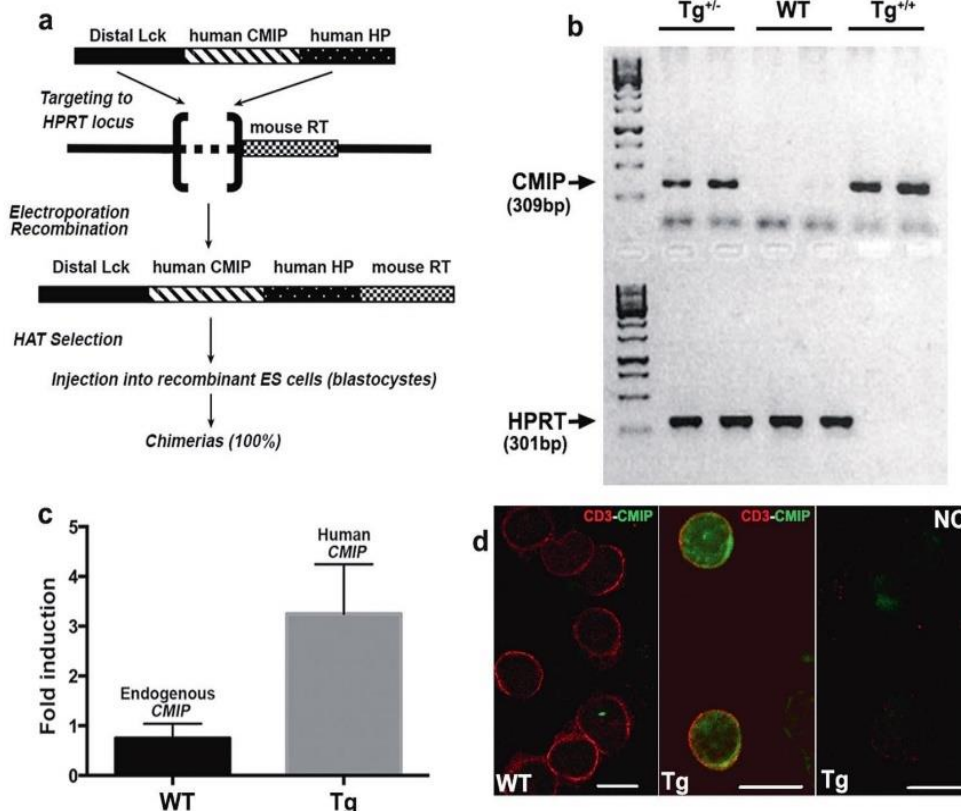 a
Distal Lck human CMIP human HP
Targeting to
HPRT locus
mouse RT
Electroporation
Recombination
Distal Lck human CMIP human HP mouse RT
HAT Selection
Injection into recombinant ES cells (blastocystes)
Chimerias (100%)
b
Tg+/- WT Tg+/+
CMIP
(309bp)
HPRT
(301bp)
c
Fold induction
5
4
3
2
1
0
Endogenous
CMIP
Human
CMIP
WT Tg
d
CD3-CMIP CD3-CMIP NC
WT Tg Tg